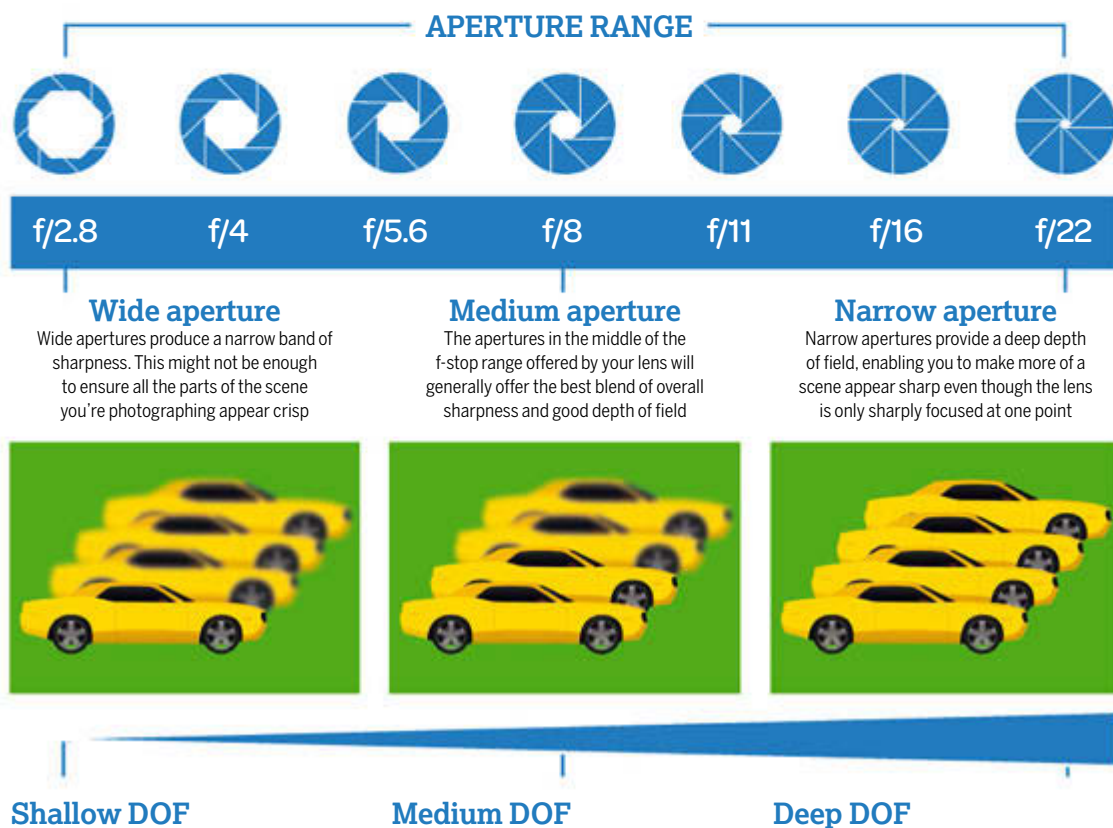 APERTURE RANGE
f/2.8 f/4 f/5.6 f/8 f/11 f/16 f/22
Wide aperture
Wide apertures produce a narrow band of
sharpness. This might not be enough
to ensure all the parts of the scene
you're photographing appear crisp
Medium aperture
The apertures in the middle of the
f-stop range offered by your lens will
generally offer the best blend of overall
sharpness and good depth of field
Narrow aperture
Narrow apertures provide a deep depth
of field, enabling you to make more of a
scene appear sharp even though the lens
is only sharply focused at one point
Shallow DOF
Medium DOF
Deep DOF